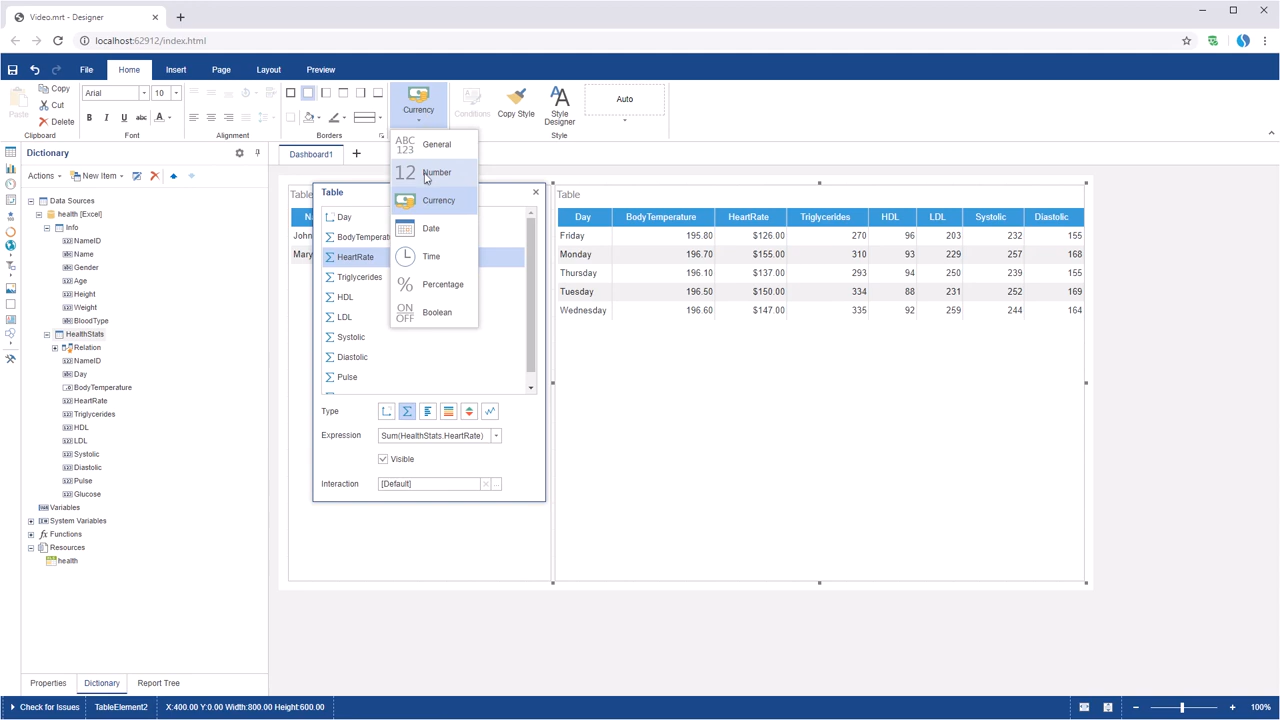 Video.mrt - Designer
localhost:62912/index.html
File Home Insert Page Layout Preview
Paste
Copy
Cut
Delete
Clipboard
Arial 10
B I U A abc A
Font
Alignment
Borders
Currency
Conditions
Copy Style
Style Designer
Auto
Style
Dictionary
Actions New Item
Data Sources
health [Excel]
Info
NameID
Name
Gender
Age
Height
Weight
BloodType
HealthStats
Relation
NameID
Day
BodyTemperature
HeartRate
Triglycerides
HDL
LDL
Systolic
Diastolic
Pulse
Glucose
Variables
System Variables
Functions
Resources
health
Properties Dictionary Report Tree
Dashboard1
ABC 123 General
12 Number
Currency
Date
Time
% Percentage
ON OFF Boolean
Table
Day
BodyTemperat
HeartRate
Triglycerides
HDL
LDL
Systolic
Diastolic
Pulse
Type
Expression Sum(HealthStats.HeartRate)
Visible
Interaction [Default]
Table
Day BodyTemperature HeartRate Triglycerides HDL LDL Systolic Diastolic
Friday 195.80 $126.00 270 96 203 232 155
Monday 196.70 $155.00 310 93 229 257 168
Thursday 196.10 $137.00 293 94 250 239 155
Tuesday 196.50 $150.00 334 88 231 252 169
Wednesday 196.60 $147.00 335 92 259 244 164
Check for Issues TableElement2 X:400.00 Y:0.00 Width:800.00 Height:600.00 100%